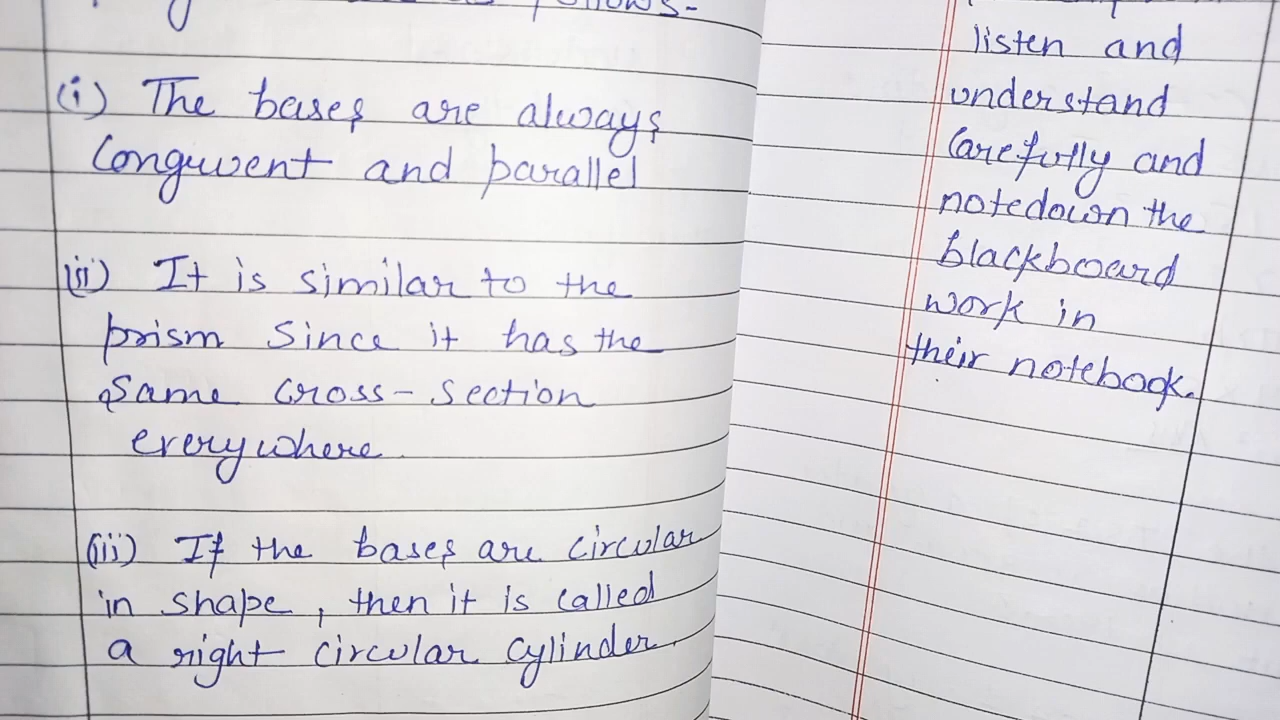 (i) The bases are always
Congruent and parallel
(ii) It is similar to the
prism since it has the
same cross-section
everywhere.
(iii) If the bases are circular
in shape, then it is called
a right circular cylinder.
listen and
understand
carefully and
notedown the
blackboard
work in
their notebook.